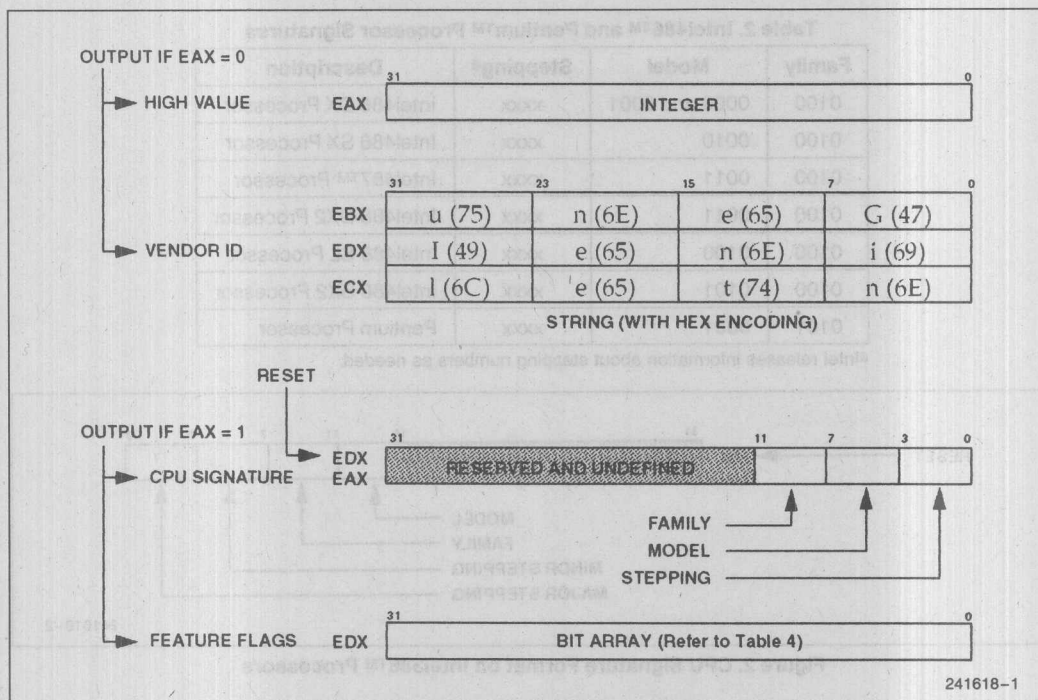 OUTPUT IF EAX = 0
31 0
HIGH VALUE EAX INTEGER
31 23 15 7 0
EBX u (75) n (6E) e (65) G (47)
VENDOR ID EDX I (49) e (65) n (6E) i (69)
ECX l (6C) e (65) t (74) n (6E)
STRING (WITH HEX ENCODING)
RESET
OUTPUT IF EAX = 1
31 11 7 3 0
EDX
CPU SIGNATURE EAX RESERVED AND UNDEFINED
FAMILY
MODEL
STEPPING
31 0
FEATURE FLAGS EDX BIT ARRAY (Refer to Table 4)
241618-1